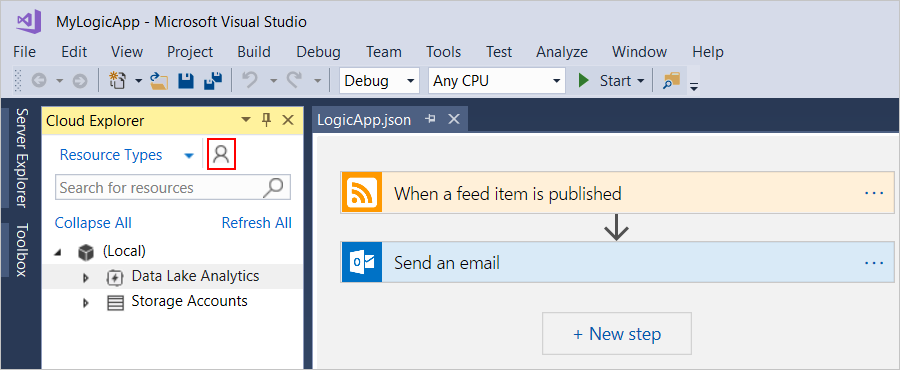 MyLogicApp - Microsoft Visual Studio
File Edit View Project Build Debug Team Tools Test Analyze Window Help
Debug Any CPU Start
Server Explorer
Toolbox
Cloud Explorer
Resource Types
Search for resources
Collapse All Refresh All
(Local)
Data Lake Analytics
Storage Accounts
LogicApp.json
When a feed item is published ...
Send an email ...
+ New step